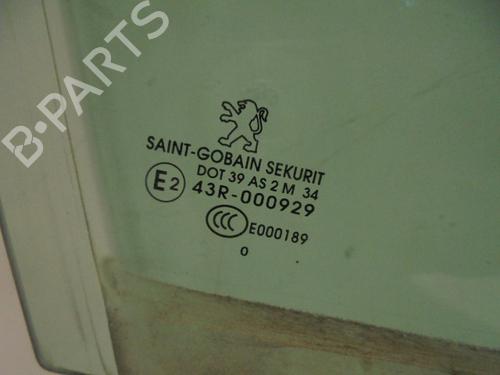 B-PARTS
SAINT-GOBAIN SEKURIT
DOT 39 AS 2 M 34
E2 43R-000929
CCC E000189
0